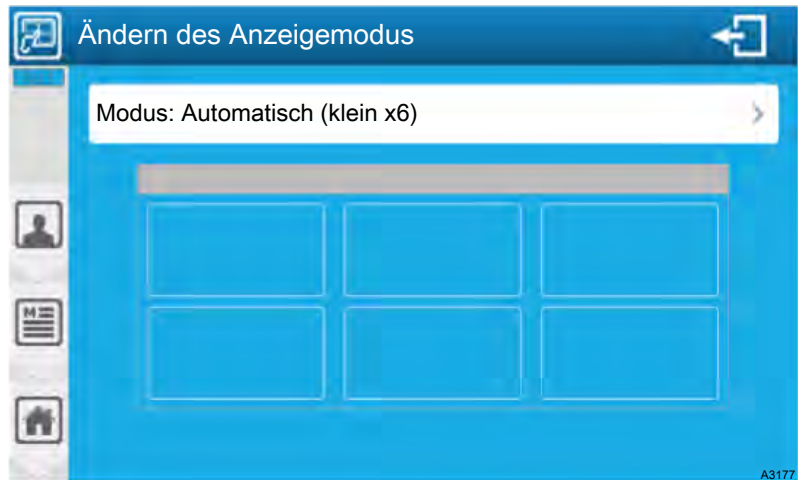 Ändern des Anzeigemodus
Modus: Automatisch (klein x6)
M
A3177